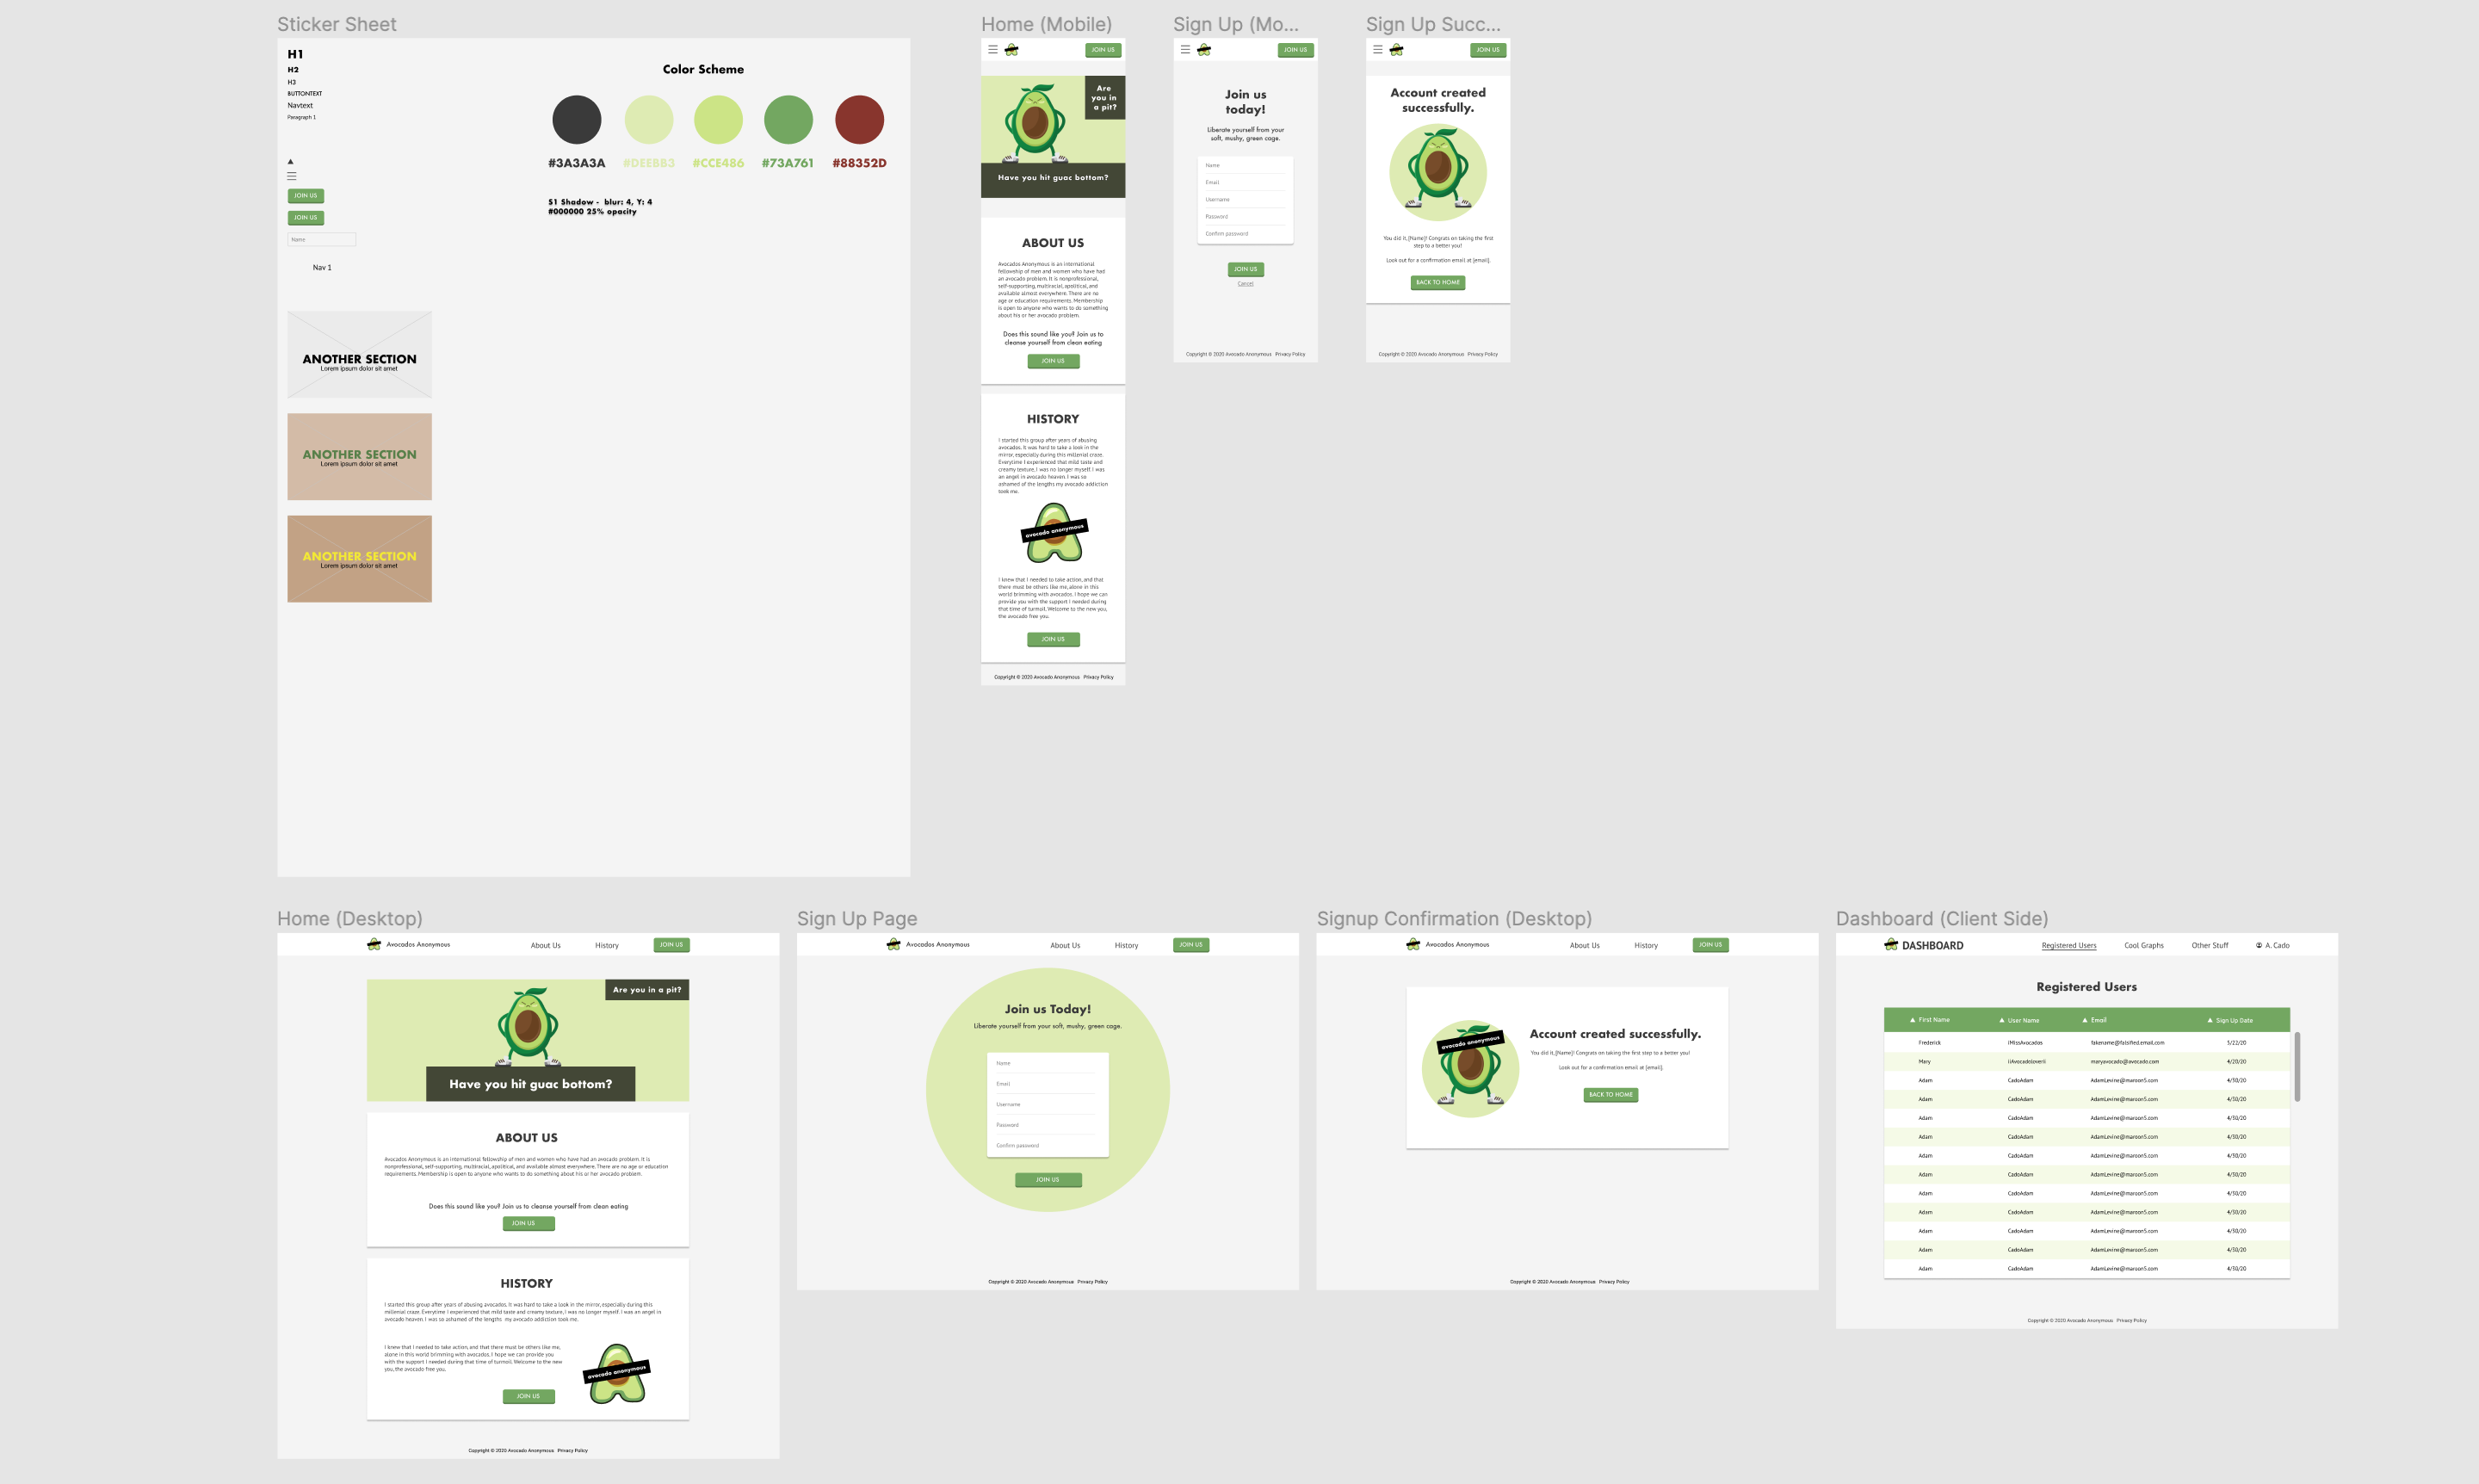 Sticker Sheet
H1
H2
H3
BUTTONTEXT
Navtext
Paragraph 1
JOIN US
JOIN US
Name
Nav 1
ANOTHER SECTION
Lorem ipsum dolor sit amet
ANOTHER SECTION
Lorem ipsum dolor sit amet
ANOTHER SECTION
Lorem ipsum dolor sit amet
Color Scheme
#3A3A3A #DEEBB3 #CCE486 #73A761 #88352D
S1 Shadow - blur: 4, Y: 4
#000000 25% opacity
Home (Mobile)
JOIN US
Are
you in
a pit?
Have you hit guac bottom?
ABOUT US
Avocados Anonymous is an international
fellowship of men and women who have had
an avocado problem. It is nonprofessional,
self-supporting, multiracial, apolitical, and
available almost everywhere. There are no
age or education requirements. Membership
is open to anyone who wants to do something
about his or her avocado problem.
Does this sound like you? Join us to
cleanse yourself from clean eating
JOIN US
HISTORY
I started this group after years of abusing
avocados. It was hard to take a look in the
mirror, especially during this millenial craze.
Everytime I experienced that mild taste and
creamy texture, I was no longer myself. I was
an angel in avocado heaven. I was so
ashamed of the lengths my avocado addiction
took me.
avocado anonymous
I knew that I needed to take action, and that
there must be others like me, alone in this
world brimming with avocados. I hope we can
provide you with the support I needed during
that time of turmoil. Welcome to the new you,
the avocado free you.
JOIN US
Copyright © 2020 Avocado Anonymous Privacy Policy
Sign Up (Mo...
JOIN US
Join us
today!
Liberate yourself from your
soft, mushy, green cage.
Name
Email
Username
Password
Confirm password
JOIN US
Cancel
Copyright © 2020 Avocado Anonymous Privacy Policy
Sign Up Succ...
JOIN US
Account created
successfully.
You did it, [Name]! Congrats on taking the first
step to a better you!
Look out for a confirmation email at [email].
BACK TO HOME
Copyright © 2020 Avocado Anonymous Privacy Policy
Home (Desktop)
Avocados Anonymous About Us History JOIN US
Are you in a pit?
Have you hit guac bottom?
ABOUT US
Avocados Anonymous is an international fellowship of men and women who have had an avocado problem. It is
nonprofessional, self-supporting, multiracial, apolitical, and available almost everywhere. There are no age or education
requirements. Membership is open to anyone who wants to do something about his or her avocado problem.
Does this sound like you? Join us to cleanse yourself from clean eating
JOIN US
HISTORY
I started this group after years of abusing avocados. It was hard to take a look in the mirror, especially during this
millenial craze. Everytime I experienced that mild taste and creamy texture, I was no longer myself. I was an angel in
avocado heaven. I was so ashamed of the lengths my avocado addiction took me.
I knew that I needed to take action, and that there must be others like me,
alone in this world brimming with avocados. I hope we can provide you
with the support I needed during that time of turmoil. Welcome to the new
you, the avocado free you.
avocado anonymous
JOIN US
Copyright © 2020 Avocado Anonymous Privacy Policy
Sign Up Page
Avocados Anonymous About Us History JOIN US
Join us Today!
Liberate yourself from your soft, mushy, green cage.
Name
Email
Username
Password
Confirm password
JOIN US
Copyright © 2020 Avocado Anonymous Privacy Policy
Signup Confirmation (Desktop)
Avocados Anonymous About Us History JOIN US
avocado anonymous
Account created successfully.
You did it, [Name]! Congrats on taking the first step to a better you!
Look out for a confirmation email at [email].
BACK TO HOME
Copyright © 2020 Avocado Anonymous Privacy Policy
Dashboard (Client Side)
DASHBOARD Registered Users Cool Graphs Other Stuff A. Cado
Registered Users
First Name User Name Email Sign Up Date
Frederick iMissAvocados fakename@falsified.email.com 5/22/20
Mary maryavocado@avocado.com 4/20/20
Adam CadoAdam AdamLevine@maroon5.com 4/30/20
Adam CadoAdam AdamLevine@maroon5.com 4/30/20
Adam CadoAdam AdamLevine@maroon5.com 4/30/20
Adam CadoAdam AdamLevine@maroon5.com 4/30/20
Adam CadoAdam AdamLevine@maroon5.com 4/30/20
Adam CadoAdam AdamLevine@maroon5.com 4/30/20
Adam CadoAdam AdamLevine@maroon5.com 4/30/20
Adam CadoAdam AdamLevine@maroon5.com 4/30/20
Adam CadoAdam AdamLevine@maroon5.com 4/30/20
Adam CadoAdam AdamLevine@maroon5.com 4/30/20
Adam CadoAdam AdamLevine@maroon5.com 4/30/20
Copyright © 2020 Avocado Anonymous Privacy Policy